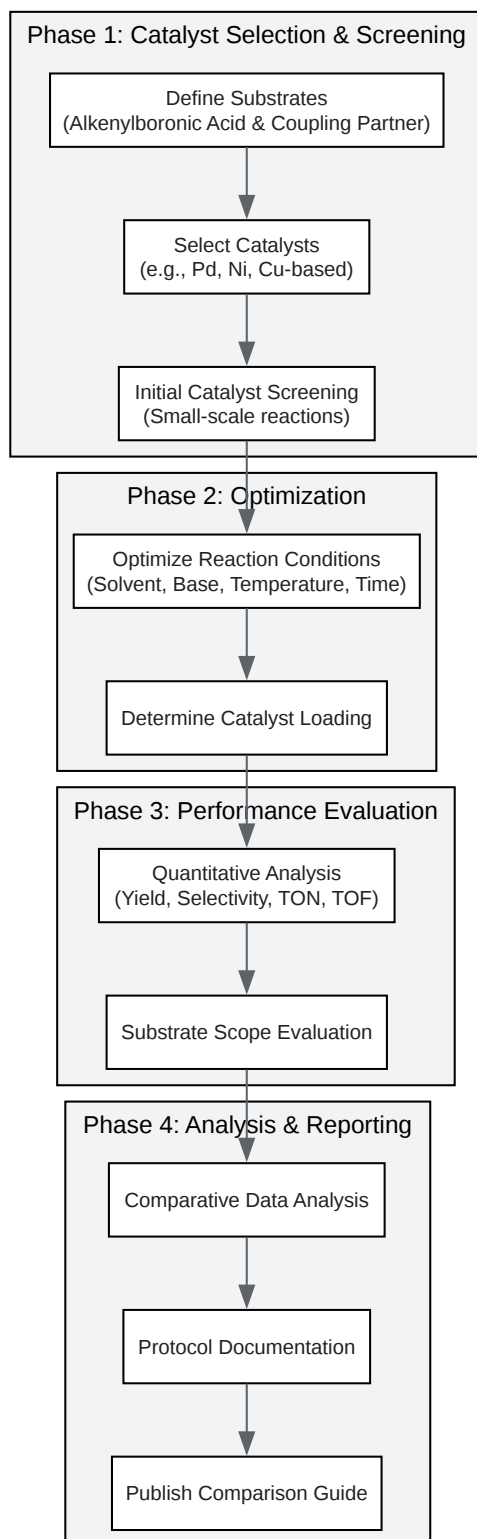 Phase 1: Catalyst Selection & Screening
Define Substrates
(Alkenylboronic Acid & Coupling Partner)
Select Catalysts
(e.g., Pd, Ni, Cu-based)
Initial Catalyst Screening
(Small-scale reactions)
Phase 2: Optimization
Optimize Reaction Conditions
(Solvent, Base, Temperature, Time)
Determine Catalyst Loading
Phase 3: Performance Evaluation
Quantitative Analysis
(Yield, Selectivity, TON, TOF)
Substrate Scope Evaluation
Phase 4: Analysis & Reporting
Comparative Data Analysis
Protocol Documentation
Publish Comparison Guide